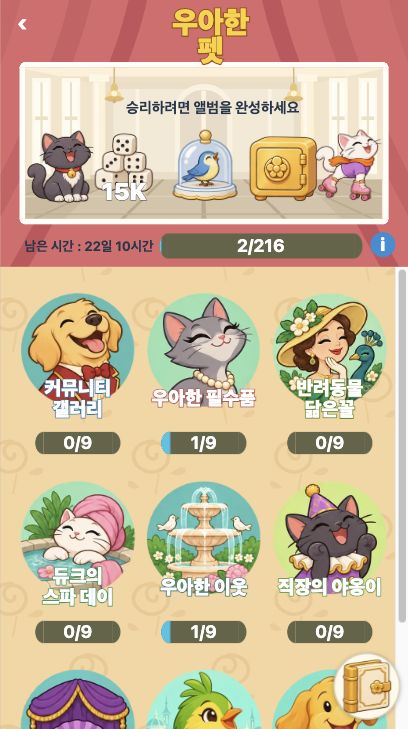 우아한
펫
승리하려면 앨범을 완성하세요
15K
남은 시간 : 22일 10시간
2/216
i
커뮤니티
갤러리
우아한 필수품
반려동물
닮은꼴
0/9
1/9
0/9
듀크의
스파 데이
우아한 이웃
직장의 야옹이
0/9
1/9
0/9